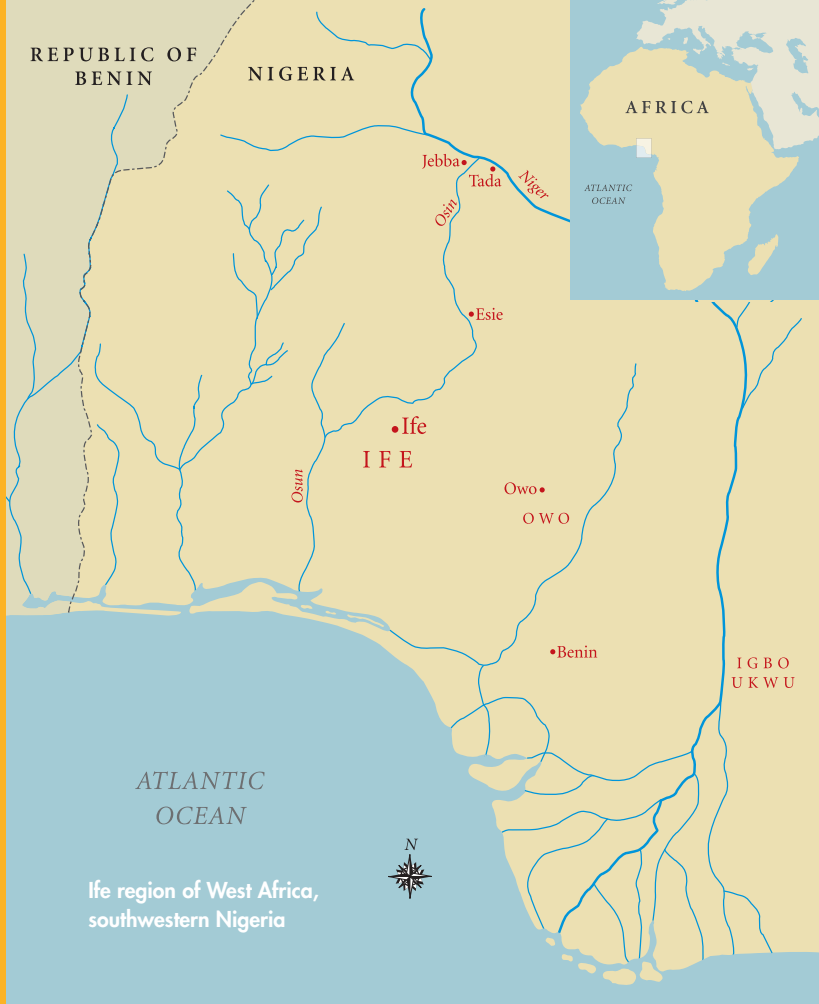 REPUBLIC OF
BENIN
NIGERIA
AFRICA
ATLANTIC
OCEAN
Jebba
Tada
Niger
Osin
Esie
Ife
IFE
Osun
Owo
OWO
Benin
IGBO
UKWU
ATLANTIC
OCEAN
N
Ife region of West Africa,
southwestern Nigeria